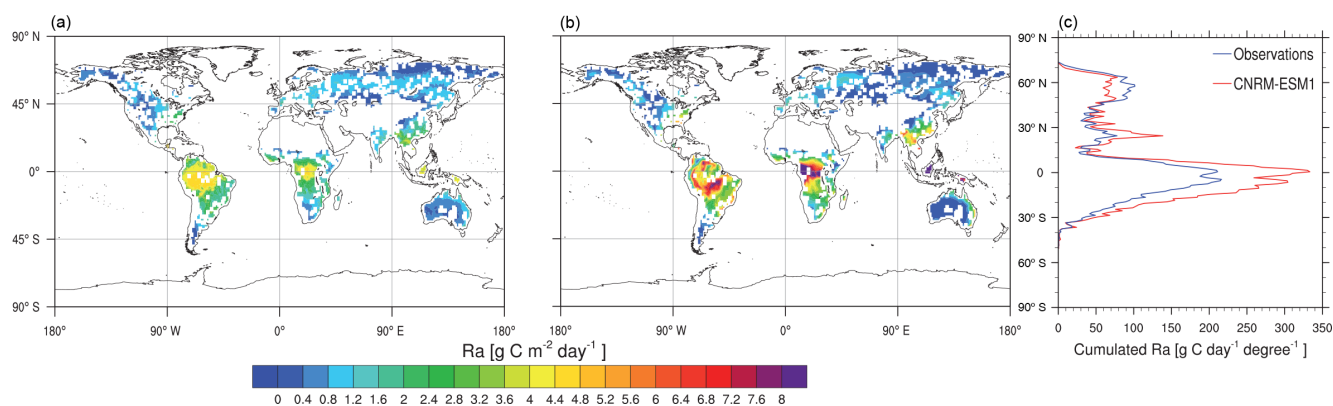 (a) (b) (c)
90° N 90° N
Observations
60° N
CNRM-ESM1
45° N 45° N
30° N
0° 0° 0
30° S
45° S 45° S
60° S
90° S 90° S 90° S
180° 90° W 0° 90° E 180° 180° 90° W 0° 90° E 180° 0 50 100 150 200 250 300 350
Ra [g C m⁻² day⁻¹ ] Cumulated Ra [g C day⁻¹ degree⁻¹ ]
0 0.4 0.8 1.2 1.6 2 2.4 2.8 3.2 3.6 4 4.4 4.8 5.2 5.6 6 6.4 6.8 7.2 7.6 8